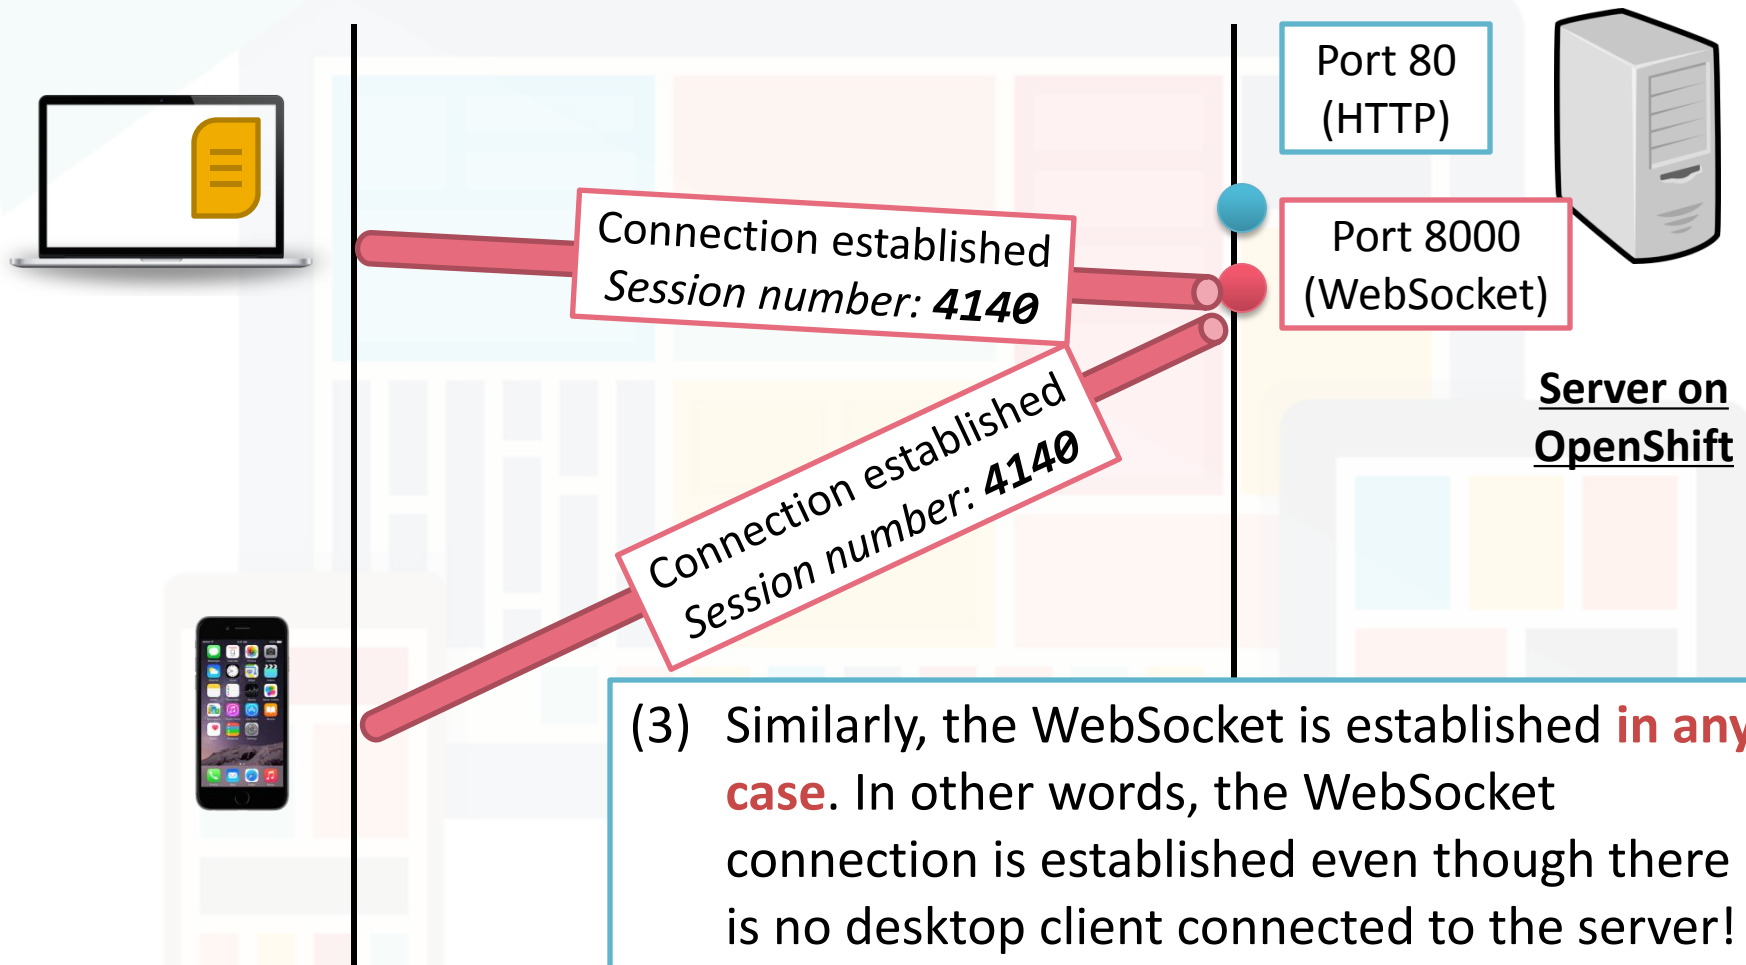 Port 80
(HTTP)
Connection established
Session number: 4140
Port 8000
(WebSocket)
Server on
OpenShift
Connection established
Session number: 4140
(3) Similarly, the WebSocket is established in any
case. In other words, the WebSocket
connection is established even though there
is no desktop client connected to the server!